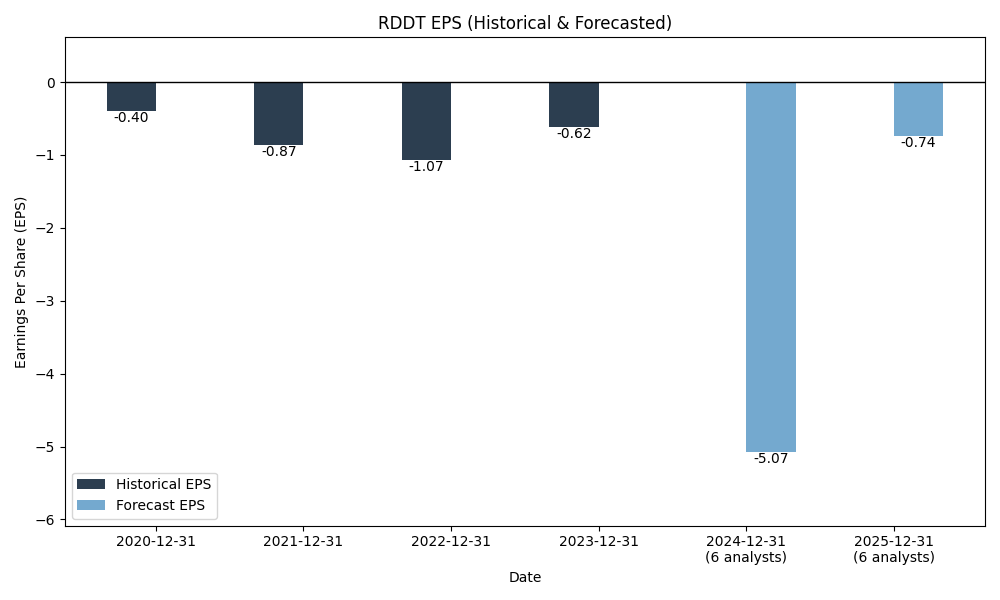 RDDT EPS (Historical & Forecasted)
Earnings Per Share (EPS)
0
−1
−2
−3
−4
−5
−6
-0.40
-0.87
-1.07
-0.62
-5.07
-0.74
Historical EPS
Forecast EPS
2020-12-31
2021-12-31
2022-12-31
2023-12-31
2024-12-31
(6 analysts)
2025-12-31
(6 analysts)
Date